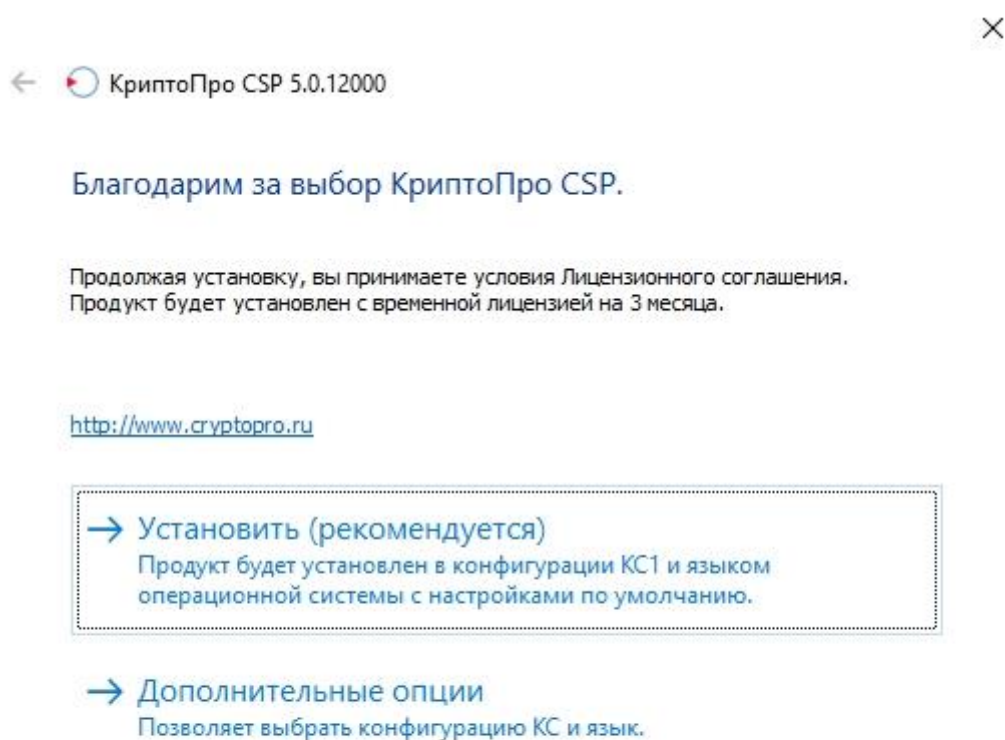 КриптоПро CSP 5.0.12000
Благодарим за выбор КриптоПро CSP.
Продолжая установку, вы принимаете условия Лицензионного соглашения.
Продукт будет установлен с временной лицензией на 3 месяца.
http://www.cryptopro.ru
Установить (рекомендуется)
Продукт будет установлен в конфигурации КС1 и языком
операционной системы с настройками по умолчанию.
Дополнительные опции
Позволяет выбрать конфигурацию КС и язык.